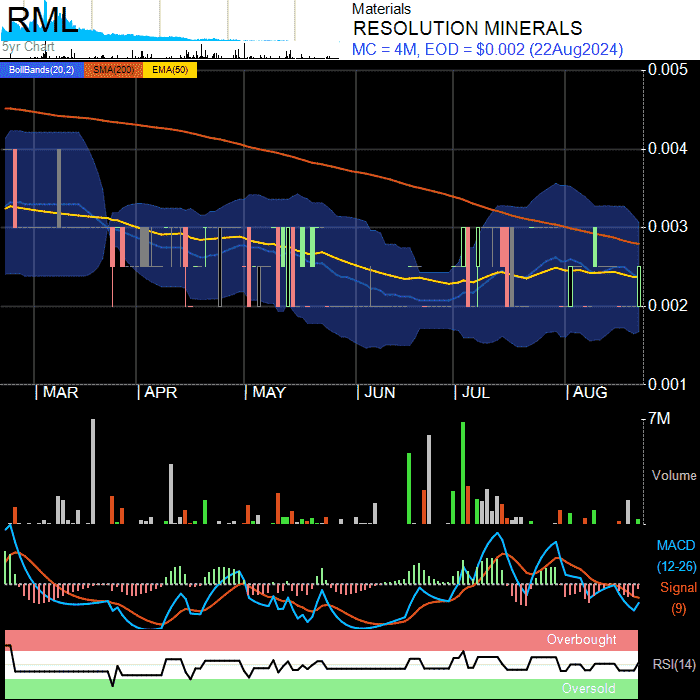 RML
5yr Chart
Materials
RESOLUTION MINERALS
MC = 4M, EOD = $0.002 (22Aug2024)
BollBands(20,2) SMA(200) EMA(50)
0.005
0.004
0.003
0.002
0.001
| MAR | APR | MAY | JUN | JUL | AUG
7M
Volume
MACD
(12-26)
Signal
(9)
Overbought
RSI(14)
Oversold